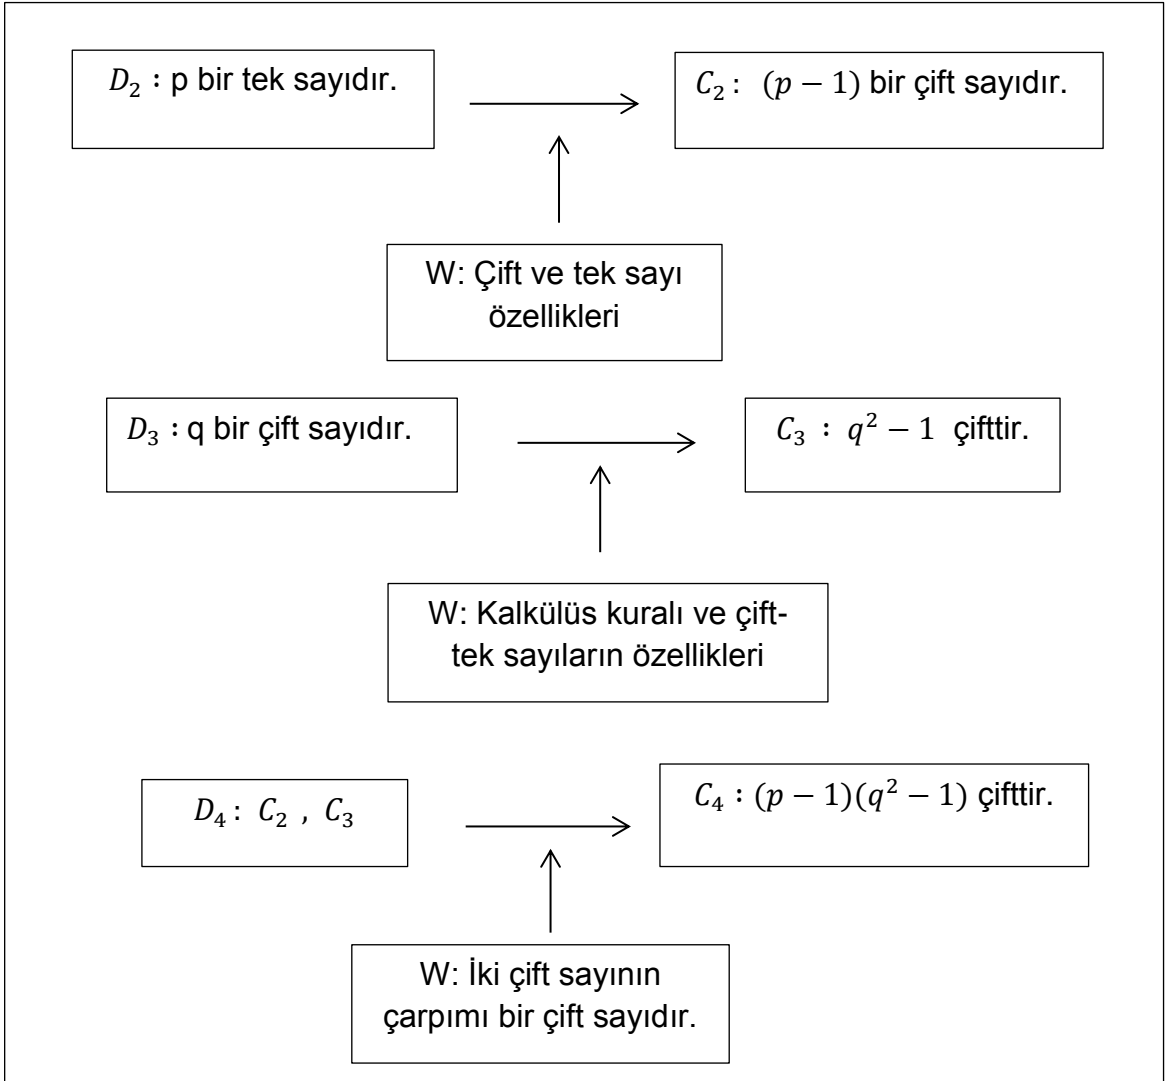 D₂ : p bir tek sayıdır.
C₂ : (p − 1) bir çift sayıdır.
W: Çift ve tek sayı
özellikleri
D₃ : q bir çift sayıdır.
C₃ : q² − 1 çifttir.
W: Kalkülüs kuralı ve çift-
tek sayıların özellikleri
D₄ : C₂ , C₃
C₄ : (p − 1)(q² − 1) çifttir.
W: İki çift sayının
çarpımı bir çift sayıdır.